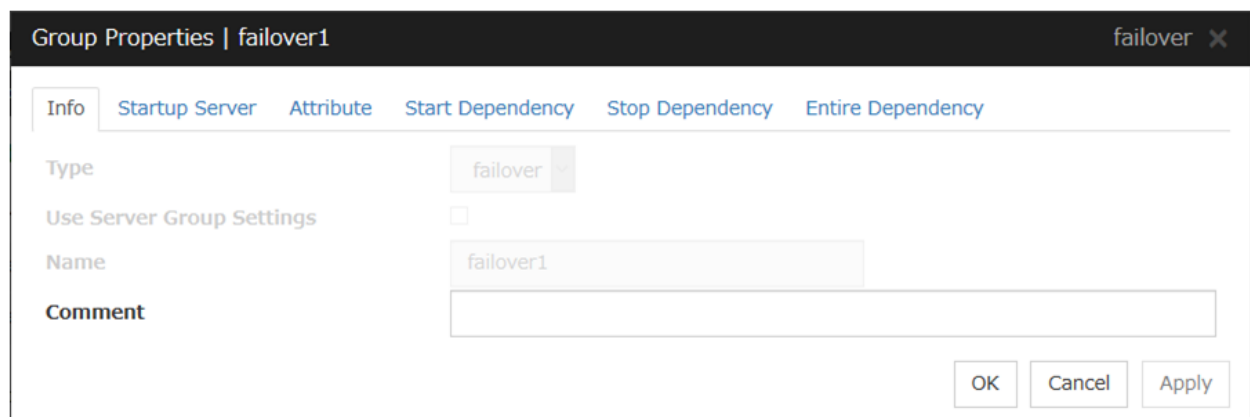 Group Properties | failover1 failover ×
Info Startup Server Attribute Start Dependency Stop Dependency Entire Dependency
Type failover
Use Server Group Settings
Name failover1
Comment
OK Cancel Apply